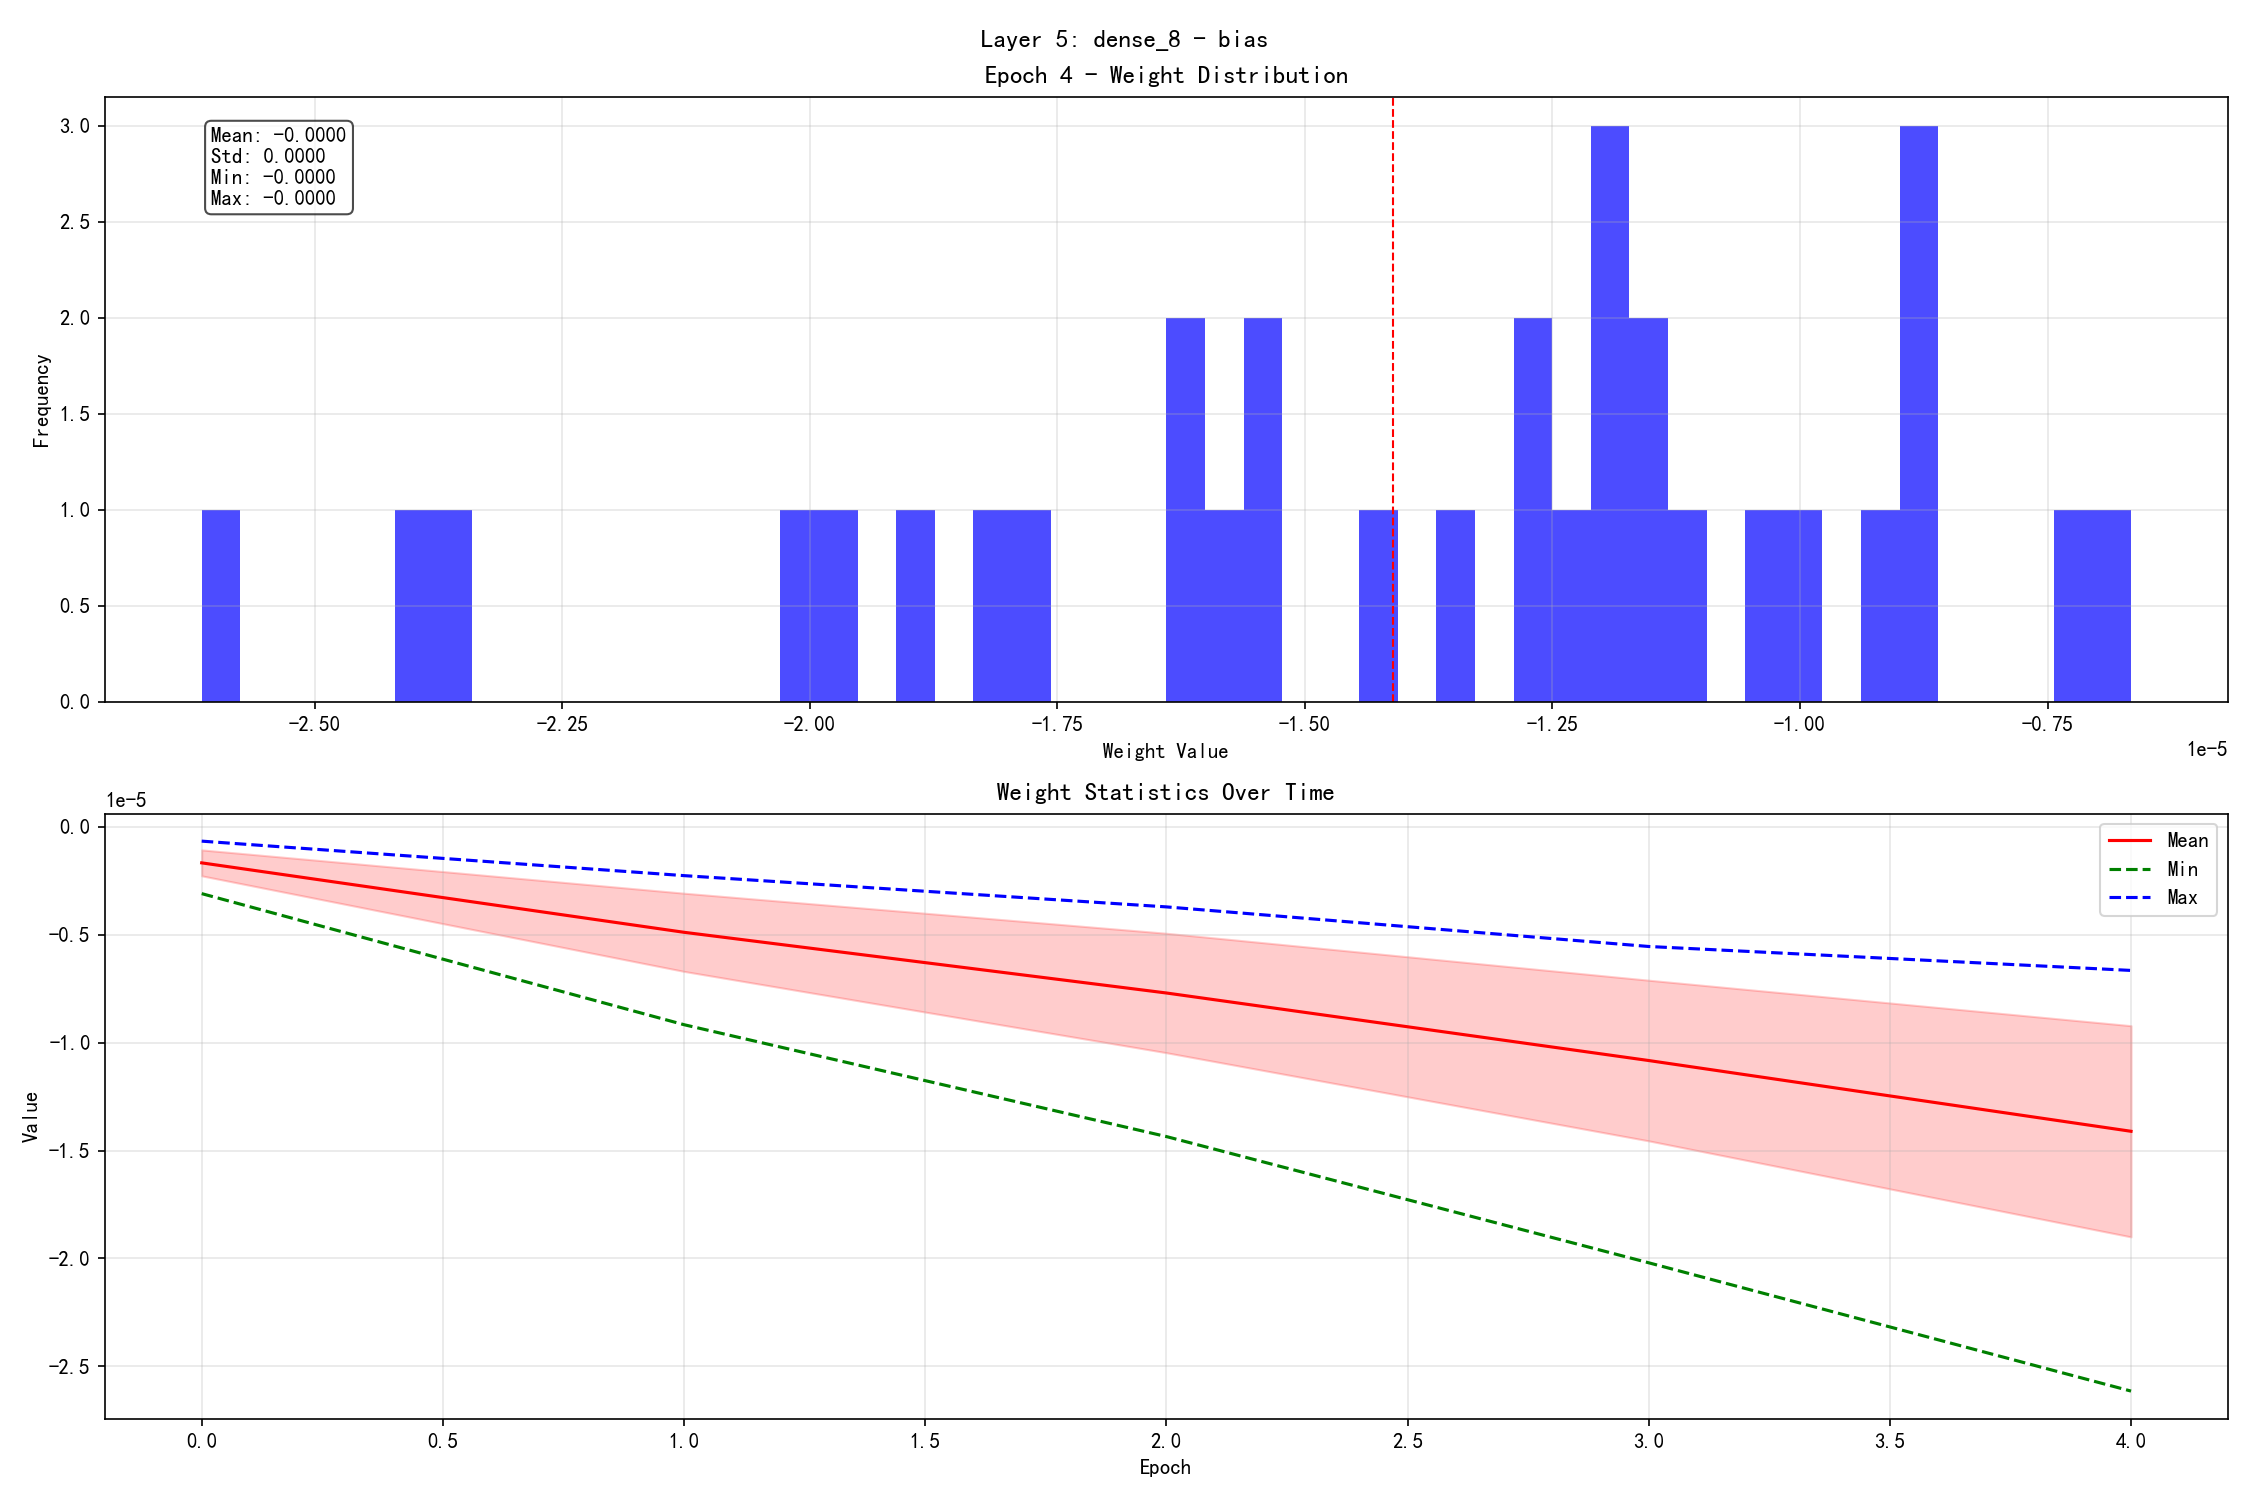 Layer 5: dense_8 - bias
Epoch 4 - Weight Distribution
Mean: -0.0000
Std: 0.0000
Min: -0.0000
Max: -0.0000
3.0
2.5
2.0
1.5
1.0
0.5
0.0
Frequency
-2.50 -2.25 -2.00 -1.75 -1.50 -1.25 -1.00 -0.75
1e-5
Weight Value
Weight Statistics Over Time
1e-5
0.0
-0.5
-1.0
-1.5
-2.0
-2.5
Value
Mean
Min
Max
0.0 0.5 1.0 1.5 2.0 2.5 3.0 3.5 4.0
Epoch